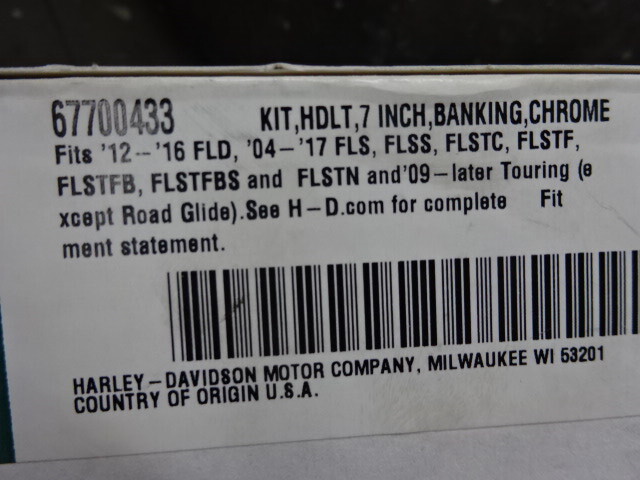 67700433 KIT,HDLT,7 INCH,BANKING,CHROME
Fits '12-'16 FLD, '04-'17 FLS, FLSS, FLSTC, FLSTF,
FLSTFB, FLSTFBS and FLSTN and'09-later Touring (e
xcept Road Glide).See H-D.com for complete Fit
ment statement.
HARLEY-DAVIDSON MOTOR COMPANY, MILWAUKEE WI 53201
COUNTRY OF ORIGIN U.S.A.